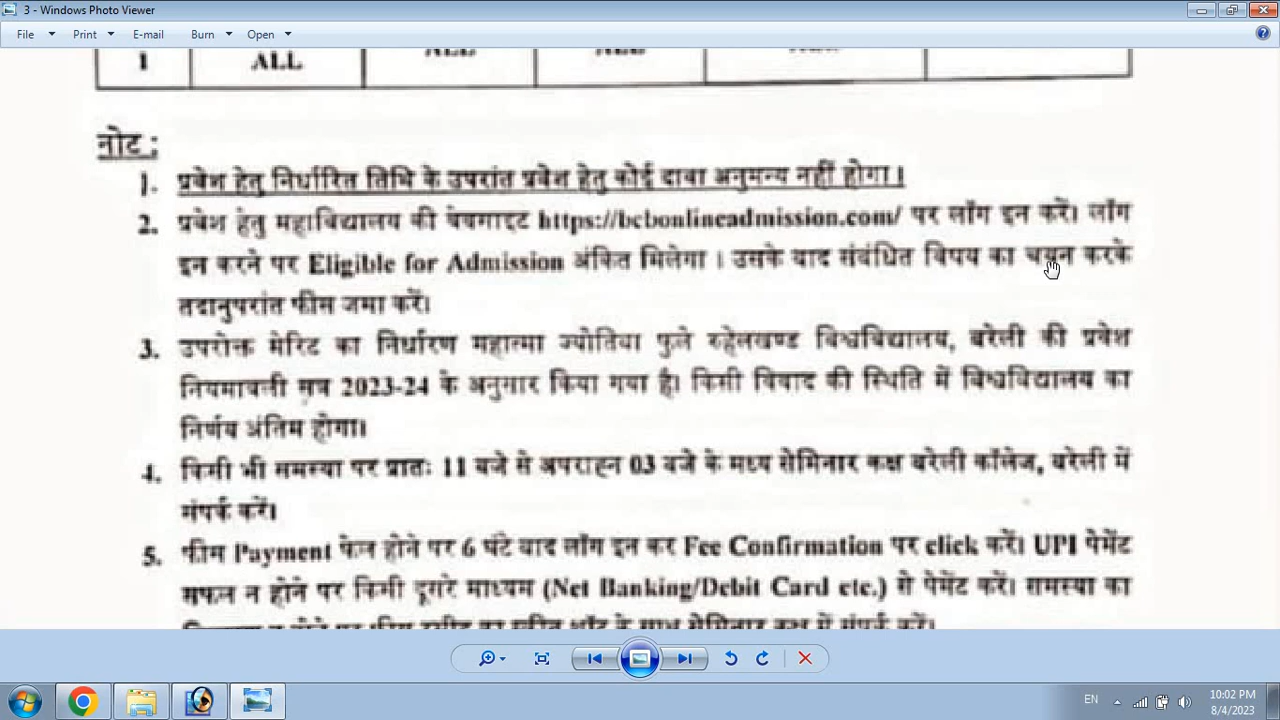 3 - Windows Photo Viewer
File Print E-mail Burn Open
1 ALL ALL
नोट :
1. प्रवेश हेतु निर्धारित तिथि के उपरांत प्रवेश हेतु कोई दावा अनुमन्य नहीं होगा।
2. प्रवेश हेतु महाविद्यालय की वेबसाइट https://bcbonlineadmission.com/ पर लॉग इन करें। लॉग
इन करने पर Eligible for Admission अंकित मिलेगा । उसके बाद संबंधित विषय का चयन करके
तदानुपरांत फीस जमा करें।
3. उपरोक्त मेरिट का निर्धारण महात्मा ज्योतिबा फुले रुहेलखण्ड विश्वविद्यालय, बरेली की प्रवेश
नियमावली सत्र 2023-24 के अनुसार किया गया है। किसी विवाद की स्थिति में विश्वविद्यालय का
निर्णय अंतिम होगा।
4. किसी भी समस्या पर प्रातः 11 बजे से अपराह्न 03 बजे के मध्य सेमिनार कक्ष बरेली कॉलेज, बरेली में
संपर्क करें।
5. फीस Payment फेल होने पर 6 घंटे बाद लॉग इन कर Fee Confirmation पर click करें। UPI पेमेंट
सफल न होने पर किसी दूसरे माध्यम (Net Banking/Debit Card etc.) से पेमेंट करें। समस्या का
सेमिनार कक्ष में संपर्क करें।
EN
10:02 PM
8/4/2023